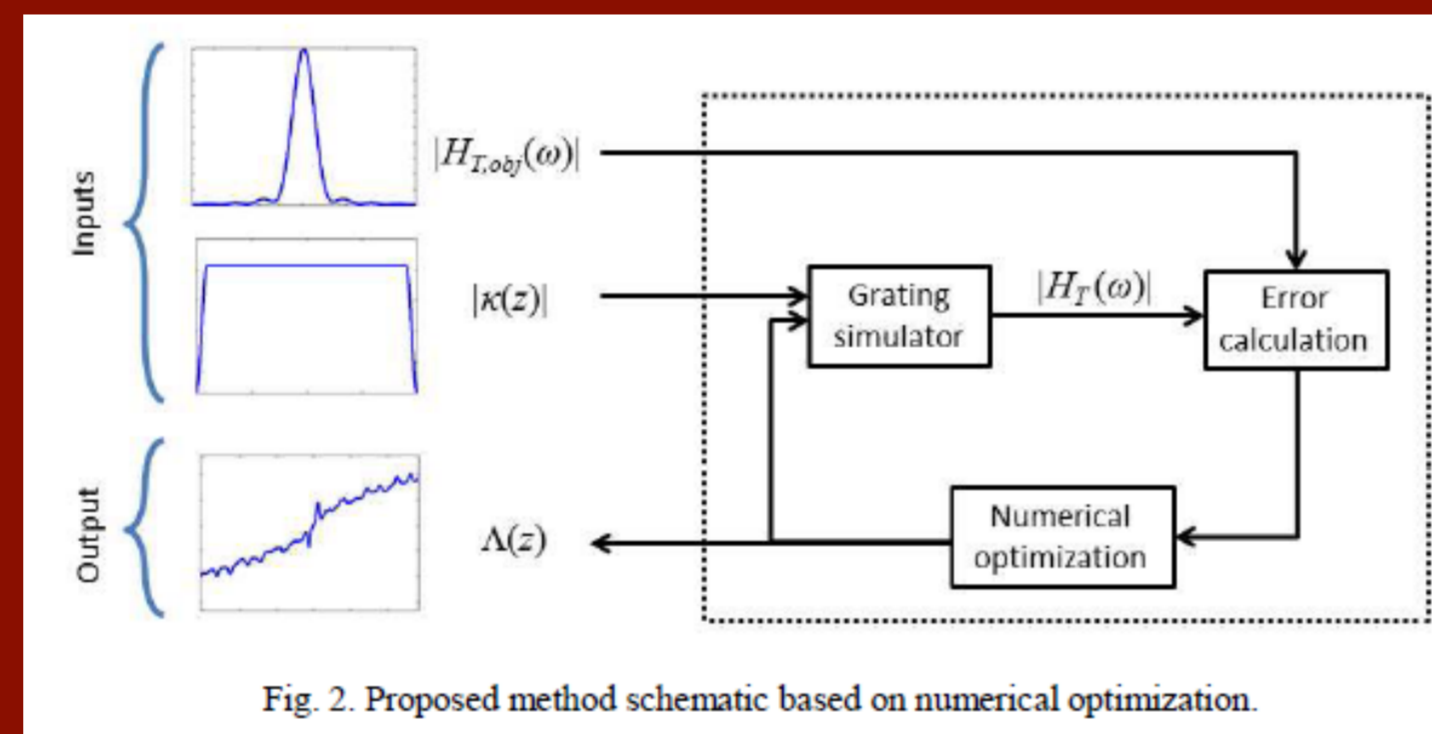 Inputs
|H_{T,obj}(ω)|
|κ(z)|
Grating
simulator
|H_T(ω)|
Error
calculation
Output
Λ(z)
Numerical
optimization
Fig. 2. Proposed method schematic based on numerical optimization.